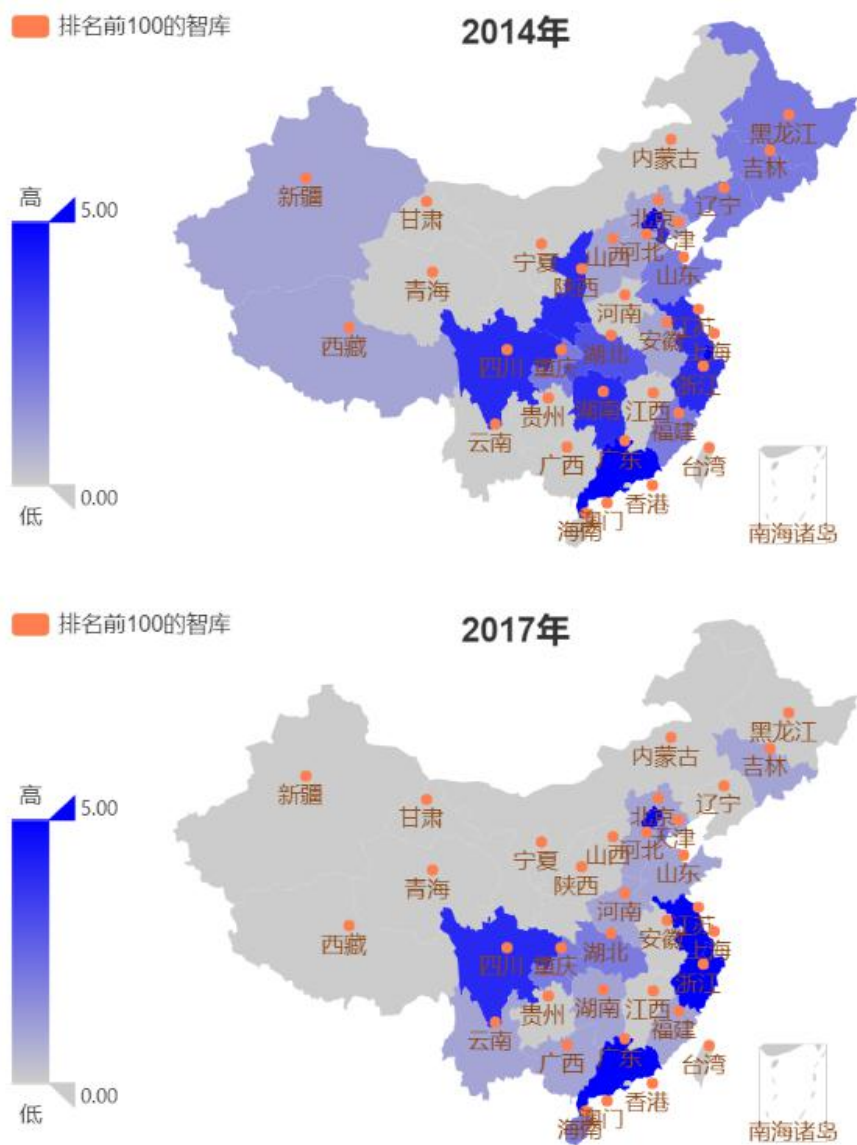 排名前100的智库
2014年
黑龙江
内蒙古
吉林
新疆
辽宁
高
5.00
甘肃
北京
天津
河北
宁夏
山西
山东
青海
陕西
河南
西藏
安徽
江苏
上海
四川
重庆
湖北
浙江
贵州
湖南
江西
云南
福建
广西
广东
台湾
0.00
低
香港
澳门
海南
南海诸岛
排名前100的智库
2017年
黑龙江
内蒙古
吉林
新疆
辽宁
高
5.00
甘肃
北京
天津
河北
宁夏
山西
山东
青海
陕西
河南
西藏
安徽
江苏
上海
四川
重庆
湖北
浙江
贵州
湖南
江西
云南
福建
广西
广东
台湾
0.00
低
香港
澳门
海南
南海诸岛